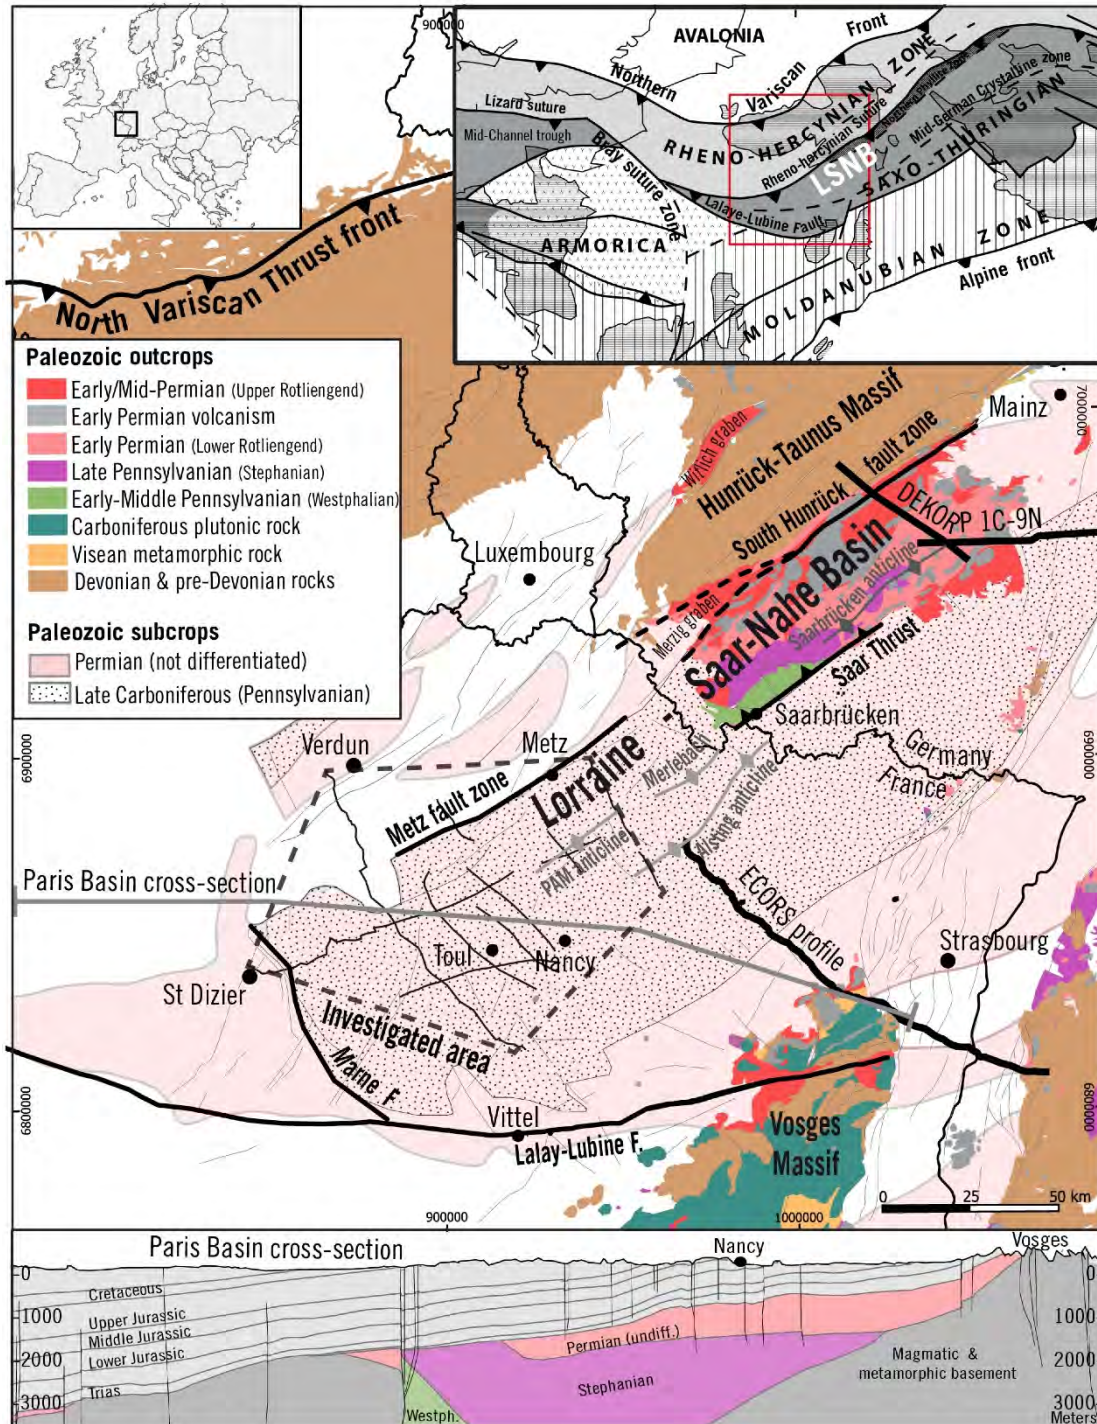 900000
AVALONIA
Northern
Variscan
Front
Lizard suture
Mid-Channel trough
Bray suture zone
RHENO-HERCYNIAN ZONE
Rheno-hercynian Suture
Northern Phyllite Zone
Mid-German Crystalline zone
LSNB
SAXO-THURINIGIAN
Lalaye-Lubine Fault
ARMORICA
MOLDANUBIAN ZONE
Alpine front
North Variscan Thrust front
Paleozoic outcrops
Early/Mid-Permian (Upper Rotliengend)
Early Permian volcanism
Early Permian (Lower Rotliengend)
Late Pennsylvanian (Stephanian)
Early-Middle Pennsylvanian (Westphalian)
Carboniferous plutonic rock
Visean metamorphic rock
Devonian & pre-Devonian rocks
Paleozoic subcrops
Permian (not differentiated)
Late Carboniferous (Pennsylvanian)
Mainz
7000000
Wittlich graben
Hunrück-Taunus Massif
South Hunrück fault zone
DEKORP 1C-9N
Luxembourg
Merzig graben
Saar-Nahe Basin
Saarbrücken anticline
Saar Thrust
Saarbrücken
Verdun
Metz
Metz fault zone
Lorraine
Merlebach
Alsting anticline
PAM Anticline
Germany
France
6900000
6900000
Paris Basin cross-section
ECORS profile
Toul
Nancy
Strasbourg
St Dizier
Investigated area
Marne F
Vittel
Lalay-Lubine F.
Vosges
Massif
6800000
6800000
0 25 50 km
900000
1000000
Paris Basin cross-section
Nancy
Vosges
0
0
Cretaceous
1000
1000
Upper Jurassic
Middle Jurassic
Permian (undiff.)
2000
2000
Lower Jurassic
Magmatic &
metamorphic basement
Stephanian
Trias
3000
3000
Westph.
Meters